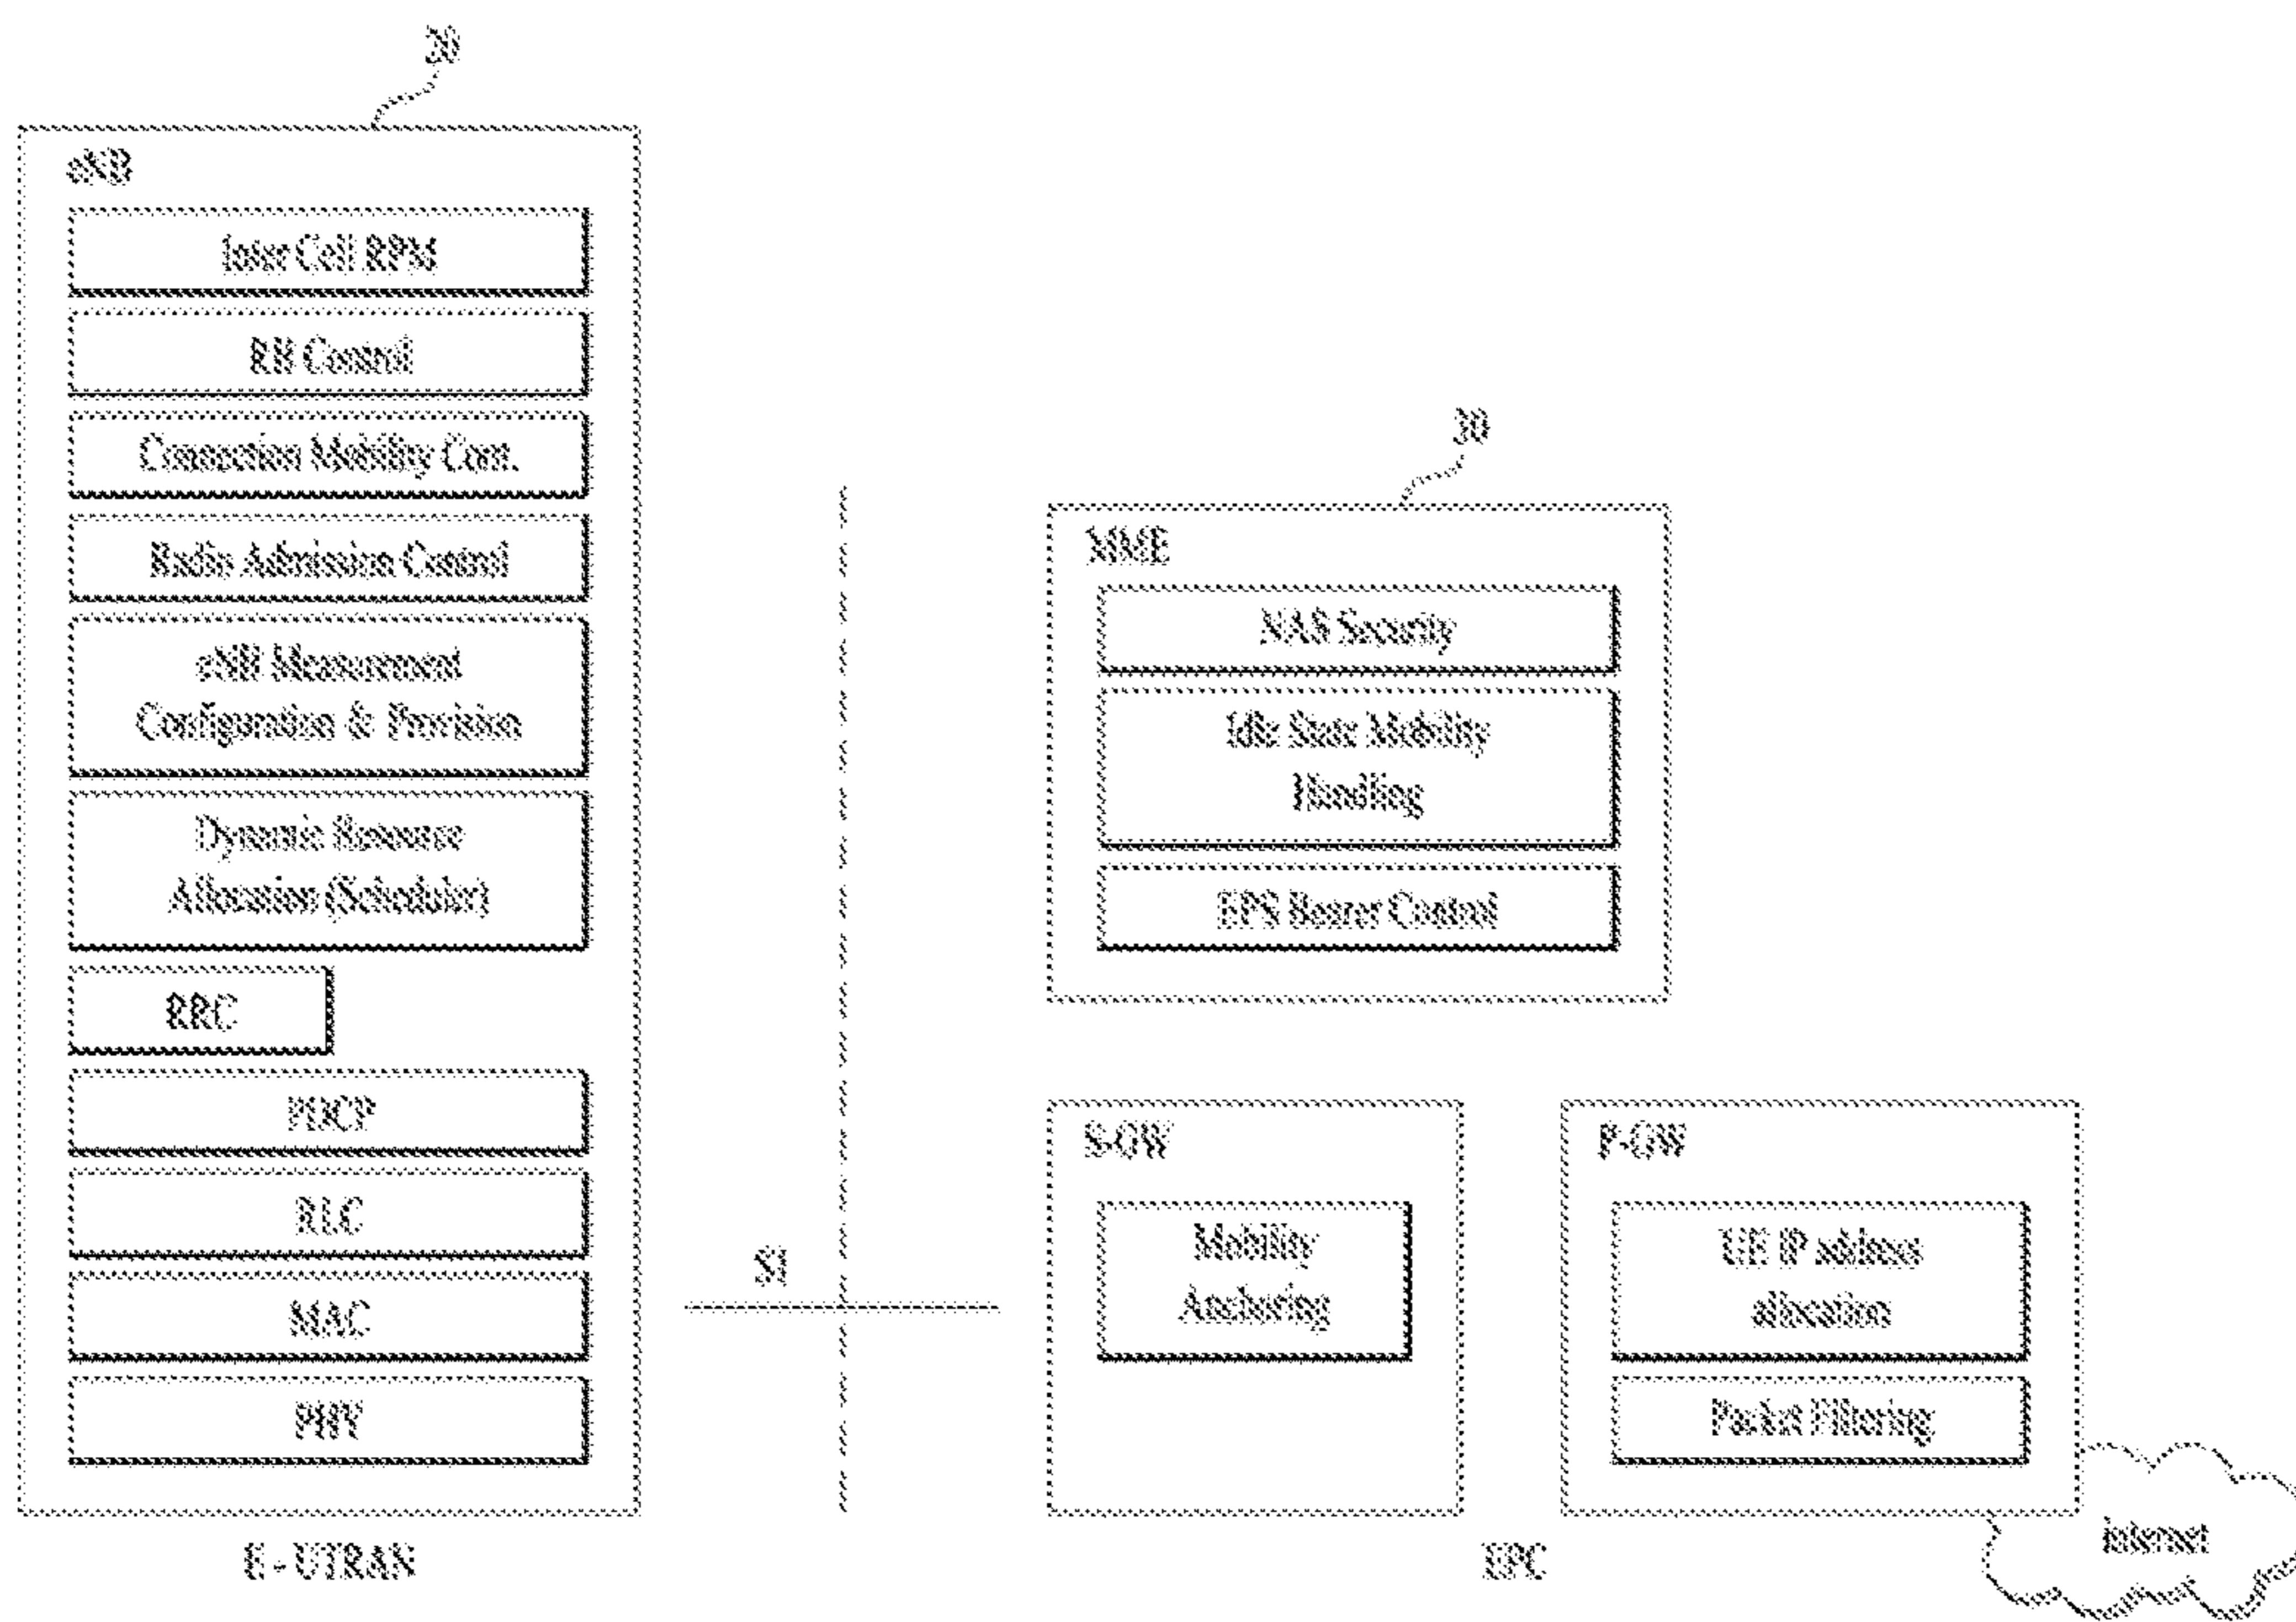 20
eNB
Inter Cell RPM
RB Control
Connection Mobility Cont.
Radio Admission Control
eNB Measurement
Configuration & Provision
Dynamic Resource
Allocation (Scheduler)
RRC
PDCP
RLC
MAC
PHY
E - UTRAN
S1
30
MME
NAS Security
Idle State Mobility
Handling
EPS Bearer Control
S-GW
Mobility
Anchoring
P-GW
UE IP address
allocation
Packet Filtering
EPC
internet